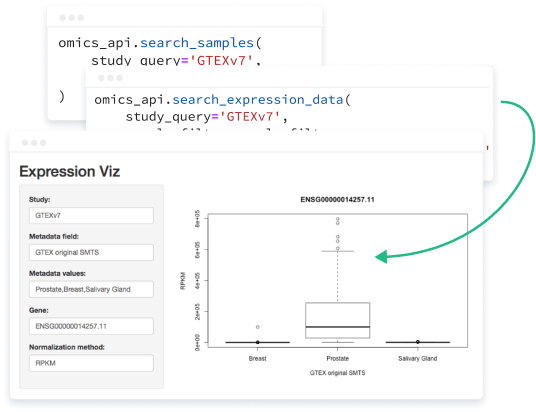 omics_api.search_samples(
study_query='GTEXv7',
)
omics_api.search_expression_data(
study_query='GTEXv7',
'
Expression Viz
Study:
GTEXv7
Metadata field:
GTEX original SMTS
Metadata values:
Prostate,Breast,Salivary Gland
Gene:
ENSG00000014257.11
Normalization method:
RPKM
ENSG00000014257.11
RPKM
8e+05
6e+05
4e+05
2e+05
0e+00
Breast
Prostate
Salivary Gland
GTEX original SMTS